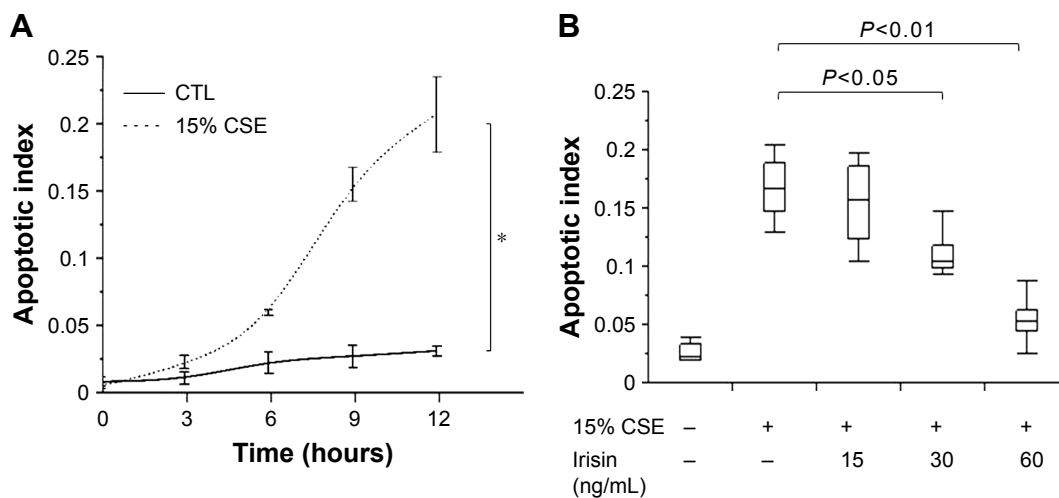 A
Apoptotic index
0.25
0.2
0.15
0.1
0.05
0
CTL
15% CSE
*
0 3 6 9 12
Time (hours)
B
P<0.01
P<0.05
Apoptotic index
0.25
0.2
0.15
0.1
0.05
0
15% CSE – + + + +
Irisin – – 15 30 60
(ng/mL)